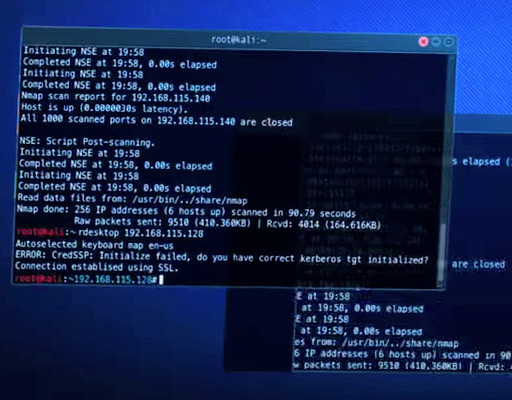 root@kali:~
Initiating NSE at 19:58
Completed NSE at 19:58, 0.00s elapsed
Initiating NSE at 19:58
Completed NSE at 19:58, 0.00s elapsed
Nmap scan report for 192.168.115.140
Host is up (0.0000030s latency).
All 1000 scanned ports on 192.168.115.140 are closed
NSE: Script Post-scanning.
Initiating NSE at 19:58
Completed NSE at 19:58, 0.00s elapsed
Initiating NSE at 19:58
Completed NSE at 19:58, 0.00s elapsed
Read data files from: /usr/bin/../share/nmap
Nmap done: 256 IP addresses (6 hosts up) scanned in 90.79 seconds
Raw packets sent: 9510 (410.360KB) | Rcvd: 4014 (164.616KB)
root@kali:~ rdesktop 192.168.115.128
Autoselected keyboard map en-us
ERROR: CredSSP: Initialize failed, do you have correct kerberos tgt initialized?
Connection establised using SSL.
root@kali:~192.168.115.128#
s elapsed
are closed
E at 19:58
at 19:58, 0.00s elapsed
E at 19:58
at 19:58, 0.00s elapsed
es from: /usr/bin/../share/nmap
6 IP addresses (6 hosts up) scanned in 90
w packets sent: 9510 (410.360KB) | Rcvd: